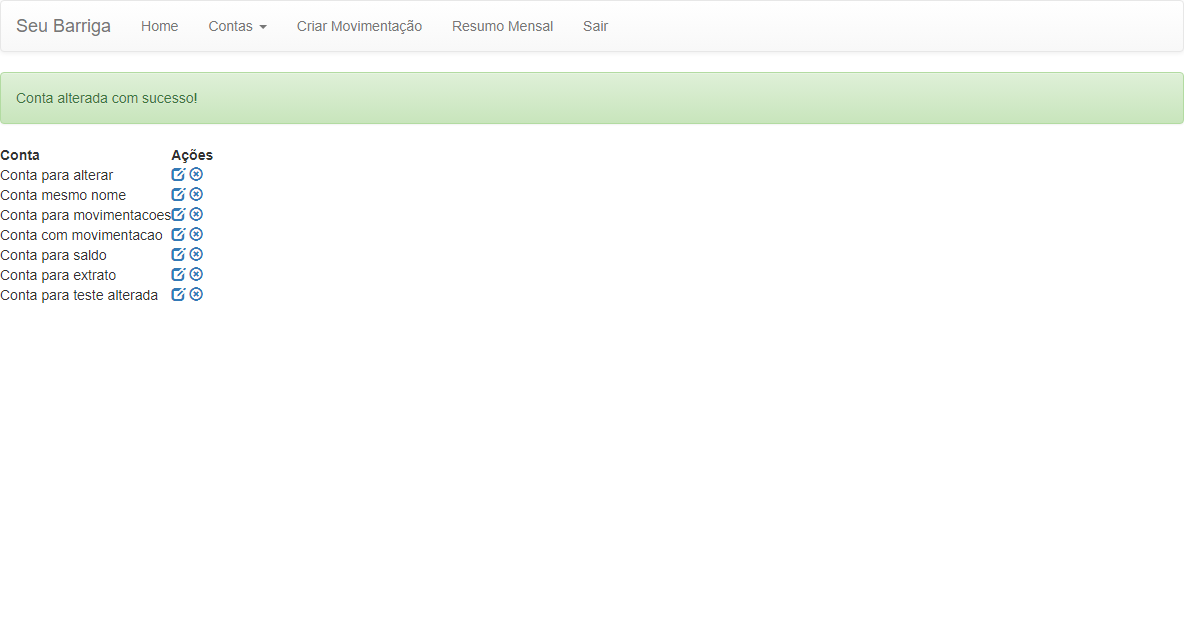 Seu Barriga Home Contas Criar Movimentação Resumo Mensal Sair
Conta alterada com sucesso!
Conta Ações
Conta para alterar
Conta mesmo nome
Conta para movimentacoes
Conta com movimentacao
Conta para saldo
Conta para extrato
Conta para teste alterada